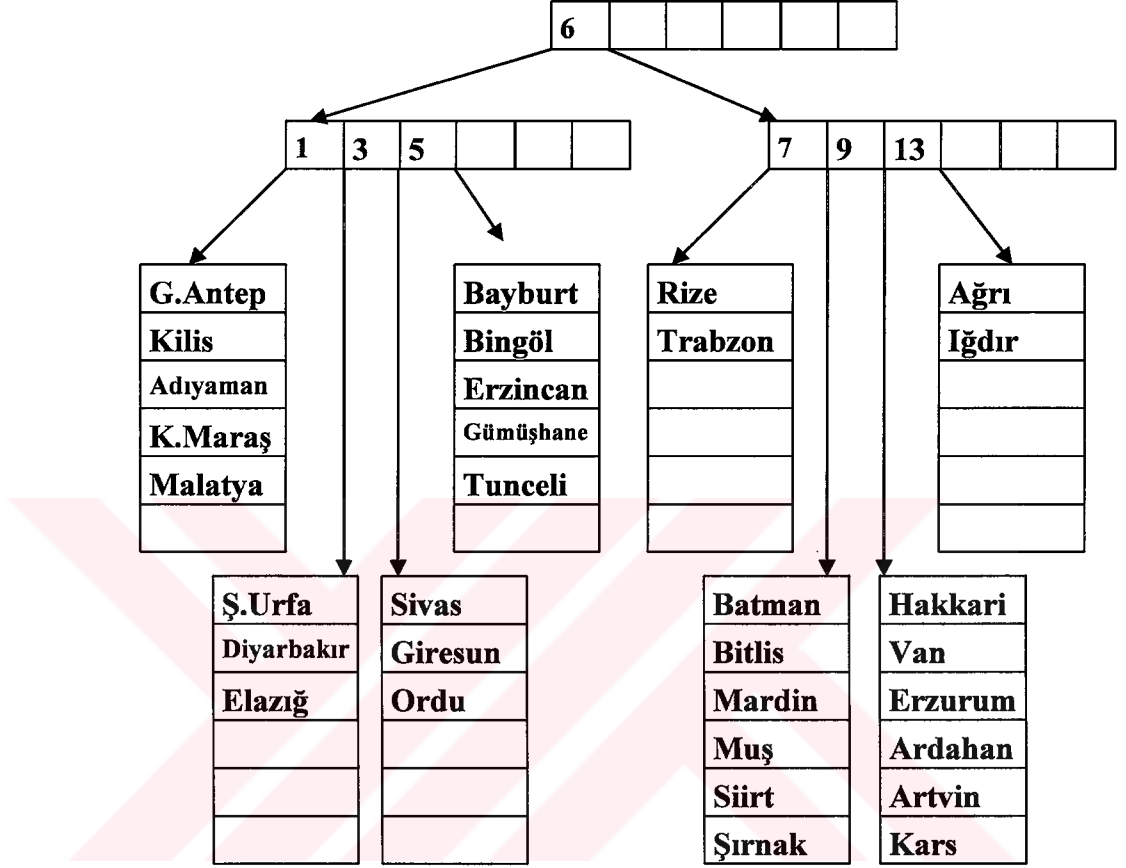 6
1 3 5
7 9 13
G.Antep
Kilis
Adıyaman
K.Maraş
Malatya
Bayburt
Bingöl
Erzincan
Gümüşhane
Tunceli
Rize
Trabzon
Ağrı
Iğdır
Ş.Urfa
Diyarbakır
Elazığ
Sivas
Giresun
Ordu
Batman
Bitlis
Mardin
Muş
Siirt
Şırnak
Hakkari
Van
Erzurum
Ardahan
Artvin
Kars